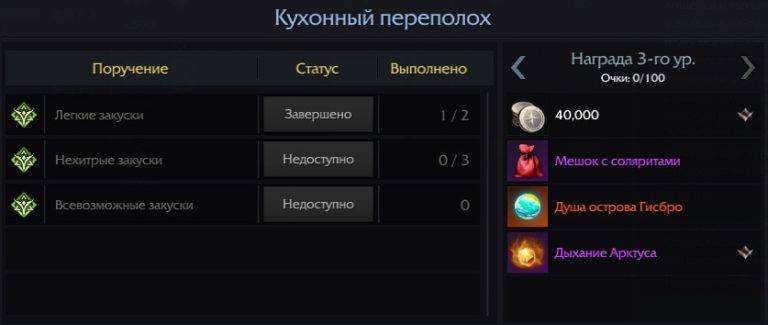 Кухонный переполох
Поручение Статус Выполнено
Легкие закуски Завершено 1 / 2
Нехитрые закуски Недоступно 0 / 3
Всевозможные закуски Недоступно 0
Награда 3-го ур.
Очки: 0/100
40,000
Мешок с соляритами
Душа острова Гисбро
Дыхание Арктуса